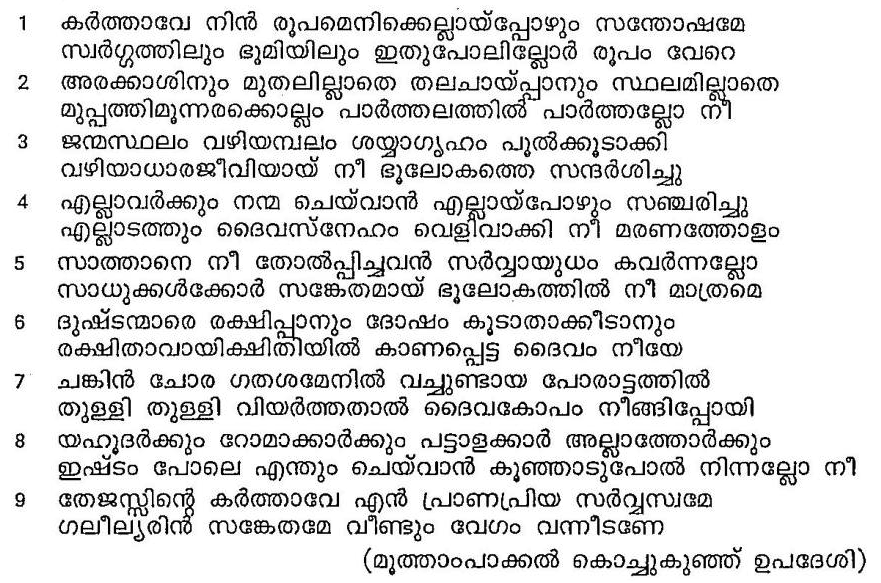 1 കർത്താവേ നിൻ രൂപമെനിക്കെല്ലായ്പ്പോഴും സന്തോഷമേ
സ്വർഗ്ഗത്തിലും ഭൂമിയിലും ഇതുപോലില്ലോർ രൂപം വേറെ
2 അരക്കാശിനും മുതലില്ലാതെ തലചായ്പ്പാനും സ്ഥലമില്ലാതെ
മുപ്പത്തിമൂന്നരക്കൊല്ലം പാർത്തലത്തിൽ പാർത്തല്ലോ നീ
3 ജന്മസ്ഥലം വഴിയമ്പലം ശയ്യാഗൃഹം പൂൽക്കൂടാക്കി
വഴിയാധാരജീവിയായ് നീ ഭൂലോകത്തെ സന്ദർശിച്ചു
4 എല്ലാവർക്കും നന്മ ചെയ്‌വാൻ എല്ലായ്പോഴും സഞ്ചരിച്ചു
എല്ലാടത്തും ദൈവസ്നേഹം വെളിവാക്കി നീ മരണത്തോളം
5 സാത്താനെ നീ തോൽപ്പിച്ചവൻ സർവ്വായുധം കവർന്നല്ലോ
സാധുക്കൾക്കോർ സങ്കേതമായ് ഭൂലോകത്തിൽ നീ മാത്രമെ
6 ദുഷ്ടന്മാരെ രക്ഷിപ്പാനും ദോഷം കൂടാതാക്കീടാനും
രക്ഷിതാവായിക്ഷിതിയിൽ കാണപ്പെട്ട ദൈവം നീയേ
7 ചങ്കിൻ ചോര ഗതശമേനിൽ വച്ചുണ്ടായ പോരാട്ടത്തിൽ
തുള്ളി തുള്ളി വിയർത്തതാൽ ദൈവകോപം നീങ്ങിപ്പോയി
8 യഹൂദർക്കും റോമാക്കാർക്കും പട്ടാളക്കാർ അല്ലാത്തോർക്കും
ഇഷ്ടം പോലെ എന്തും ചെയ്‌വാൻ കൂഞ്ഞാടുപോൽ നിന്നല്ലോ നീ
9 തേജസ്സിന്റെ കർത്താവേ എൻ പ്രാണപ്രിയ സർവ്വസ്വമേ
ഗലീല്യരിൻ സങ്കേതമേ വീണ്ടും വേഗം വന്നീടണേ
(മൂത്താംപാക്കൽ കൊച്ചുകുഞ്ഞ് ഉപദേശി)